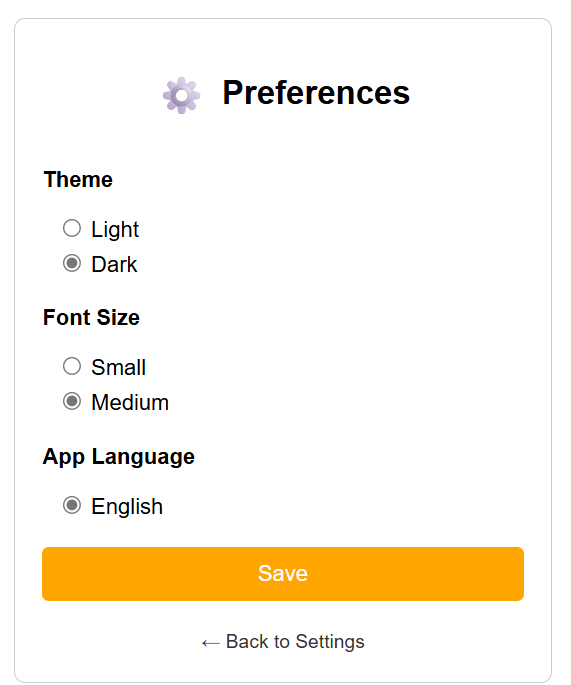 Preferences
Theme
Light
Dark
Font Size
Small
Medium
App Language
English
Save
← Back to Settings